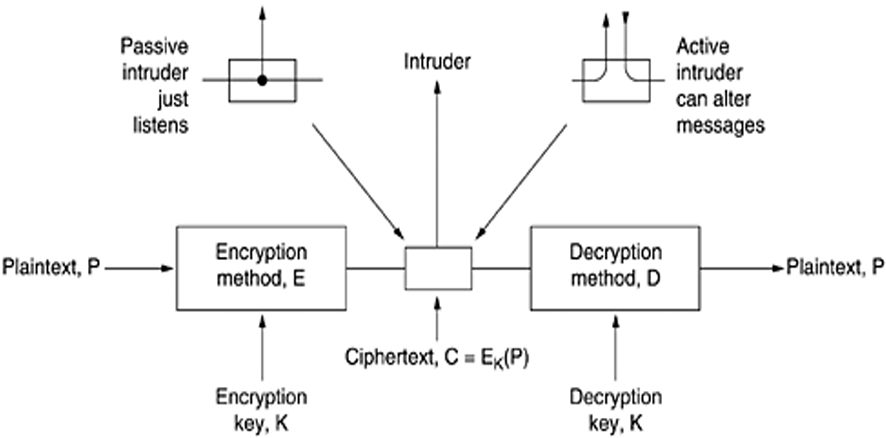 Passive
intruder
just
listens
Intruder
Active
intruder
can alter
messages
Plaintext, P
Encryption
method, E
Decryption
method, D
Plaintext, P
Ciphertext, C = E_K(P)
Encryption
key, K
Decryption
key, K